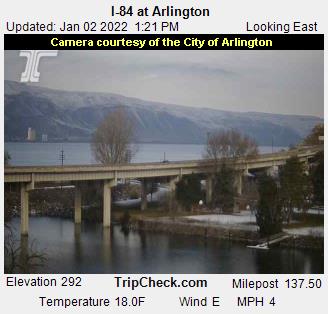 I-84 at Arlington
Updated: Jan 02 2022 1:21 PM Looking East
Camera courtesy of the City of Arlington
Elevation 292 TripCheck.com Milepost 137.50
Temperature 18.0F Wind E MPH 4